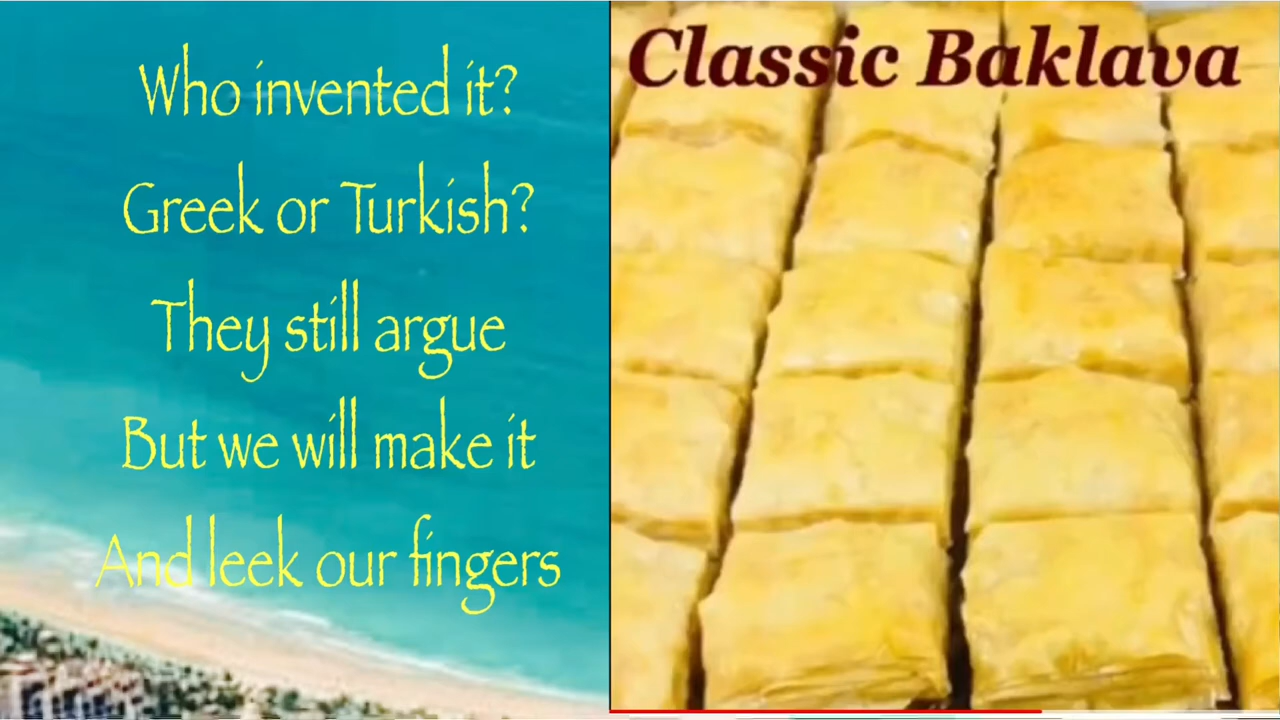 Who invented it?
Greek or Turkish?
They still argue
But we will make it
And leek our fingers
Classic Baklava